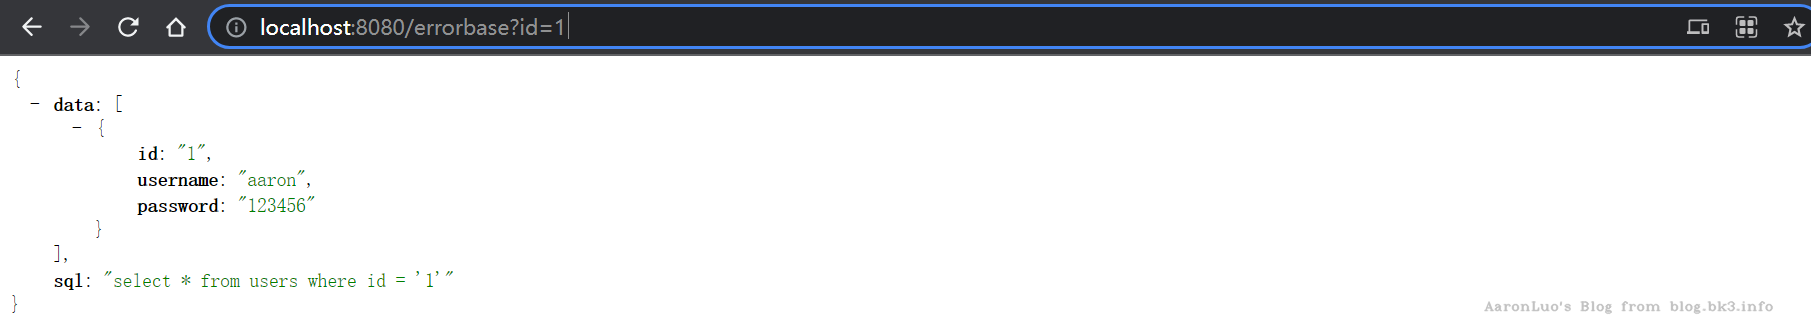 localhost:8080/errorbase?id=1
{
- data: [
- {
id: "1",
username: "aaron",
password: "123456"
}
],
sql: "select * from users where id = '1'"
}
AaronLuo's Blog from blog.bk3.info